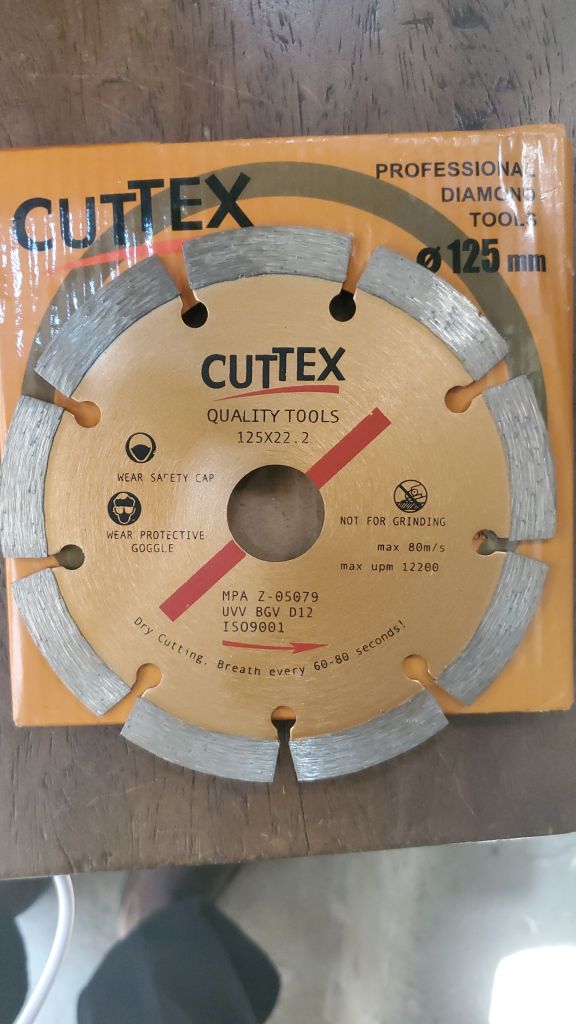 CUTTEX
PROFESSIONAL
DIAMOND
TOOLS
ø 125 mm
CUTTEX
QUALITY TOOLS
125X22.2
WEAR SAFETY CAP
WEAR PROTECTIVE
GOGGLE
NOT FOR GRINDING
max 80m/s
max upm 12200
MPA Z-05079
UVV BGV D12
ISO9001
Dry Cutting. Breath every 60-80 seconds!